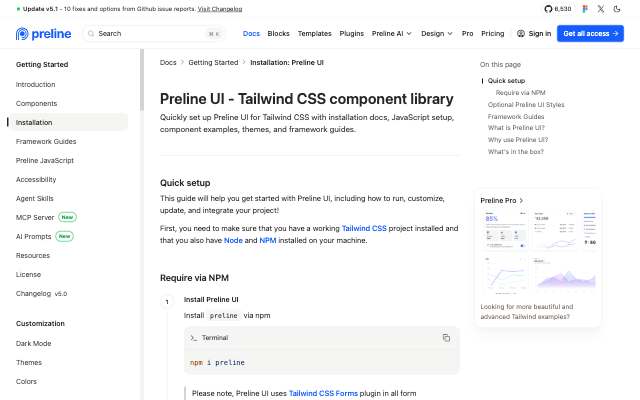 Update v5.1 - 10 fixes and options from Github issue reports. Visit Changelog
6,530
preline
Search
⌘ K
Docs
Blocks
Templates
Plugins
Preline AI
Design
Pro
Pricing
Sign in
Get all access →
Getting Started
Introduction
Components
Installation
Framework Guides
Preline JavaScript
Accessibility
Agent Skills
MCP Server New
AI Prompts New
Resources
License
Changelog v5.0
Customization
Dark Mode
Themes
Colors
Docs > Getting Started > Installation: Preline UI
Preline UI - Tailwind CSS component library
Quickly set up Preline UI for Tailwind CSS with installation docs, JavaScript setup,
component examples, themes, and framework guides.
Quick setup
This guide will help you get started with Preline UI, including how to run, customize,
update, and integrate your project!
First, you need to make sure that you have a working Tailwind CSS project installed and
that you also have Node and NPM installed on your machine.
Require via NPM
1
Install Preline UI
Install preline via npm
Terminal
npm i preline
Please note, Preline UI uses Tailwind CSS Forms plugin in all form
On this page
Quick setup
Require via NPM
Optional Preline UI Styles
Framework Guides
What is Preline UI?
Why use Preline UI?
What's in the box?
Preline Pro >
85%
Looking for more beautiful and
advanced Tailwind examples?